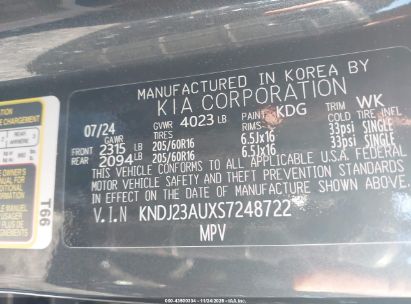 MANUFACTURED IN KOREA BY
KIA CORPORATION
07/24 GVWR 4023 LB PAINT KDG TRIM WK
TIRES RIMS COLD TIRE INFL
FRONT 2315 LB 205/60R16 6.5Jx16 33psi SINGLE
REAR 2094 LB 205/60R16 6.5Jx16 33psi SINGLE
THIS VEHICLE CONFORMS TO ALL APPLICABLE U.S.A. FEDERAL
MOTOR VEHICLE SAFETY AND THEFT PREVENTION STANDARDS
IN EFFECT ON THE DATE OF MANUFACTURE SHOWN ABOVE.
V.I.N KNDJ23AUXS7248722
MPV
E CHARGEMENT
S OWNER'S
T66